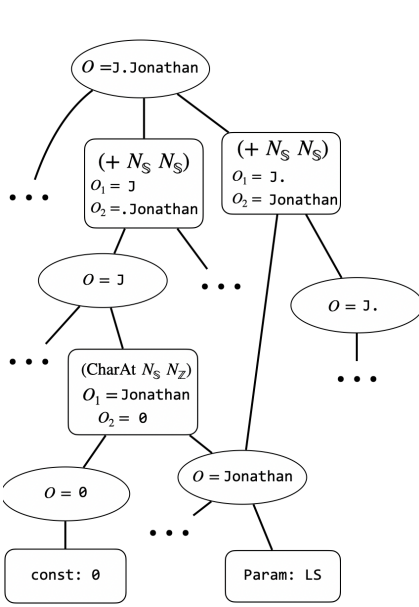 O =J.Jonathan
(+ N𝕊 N𝕊)
O₁ = J
O₂ =.Jonathan
(+ N𝕊 N𝕊)
O₁ = J.
O₂ = Jonathan
...
O = J
...
O = J.
...
(CharAt N𝕊 Nℤ)
O₁ =Jonathan
O₂ = 0
...
O = 0
O =Jonathan
...
const: 0
Param: LS